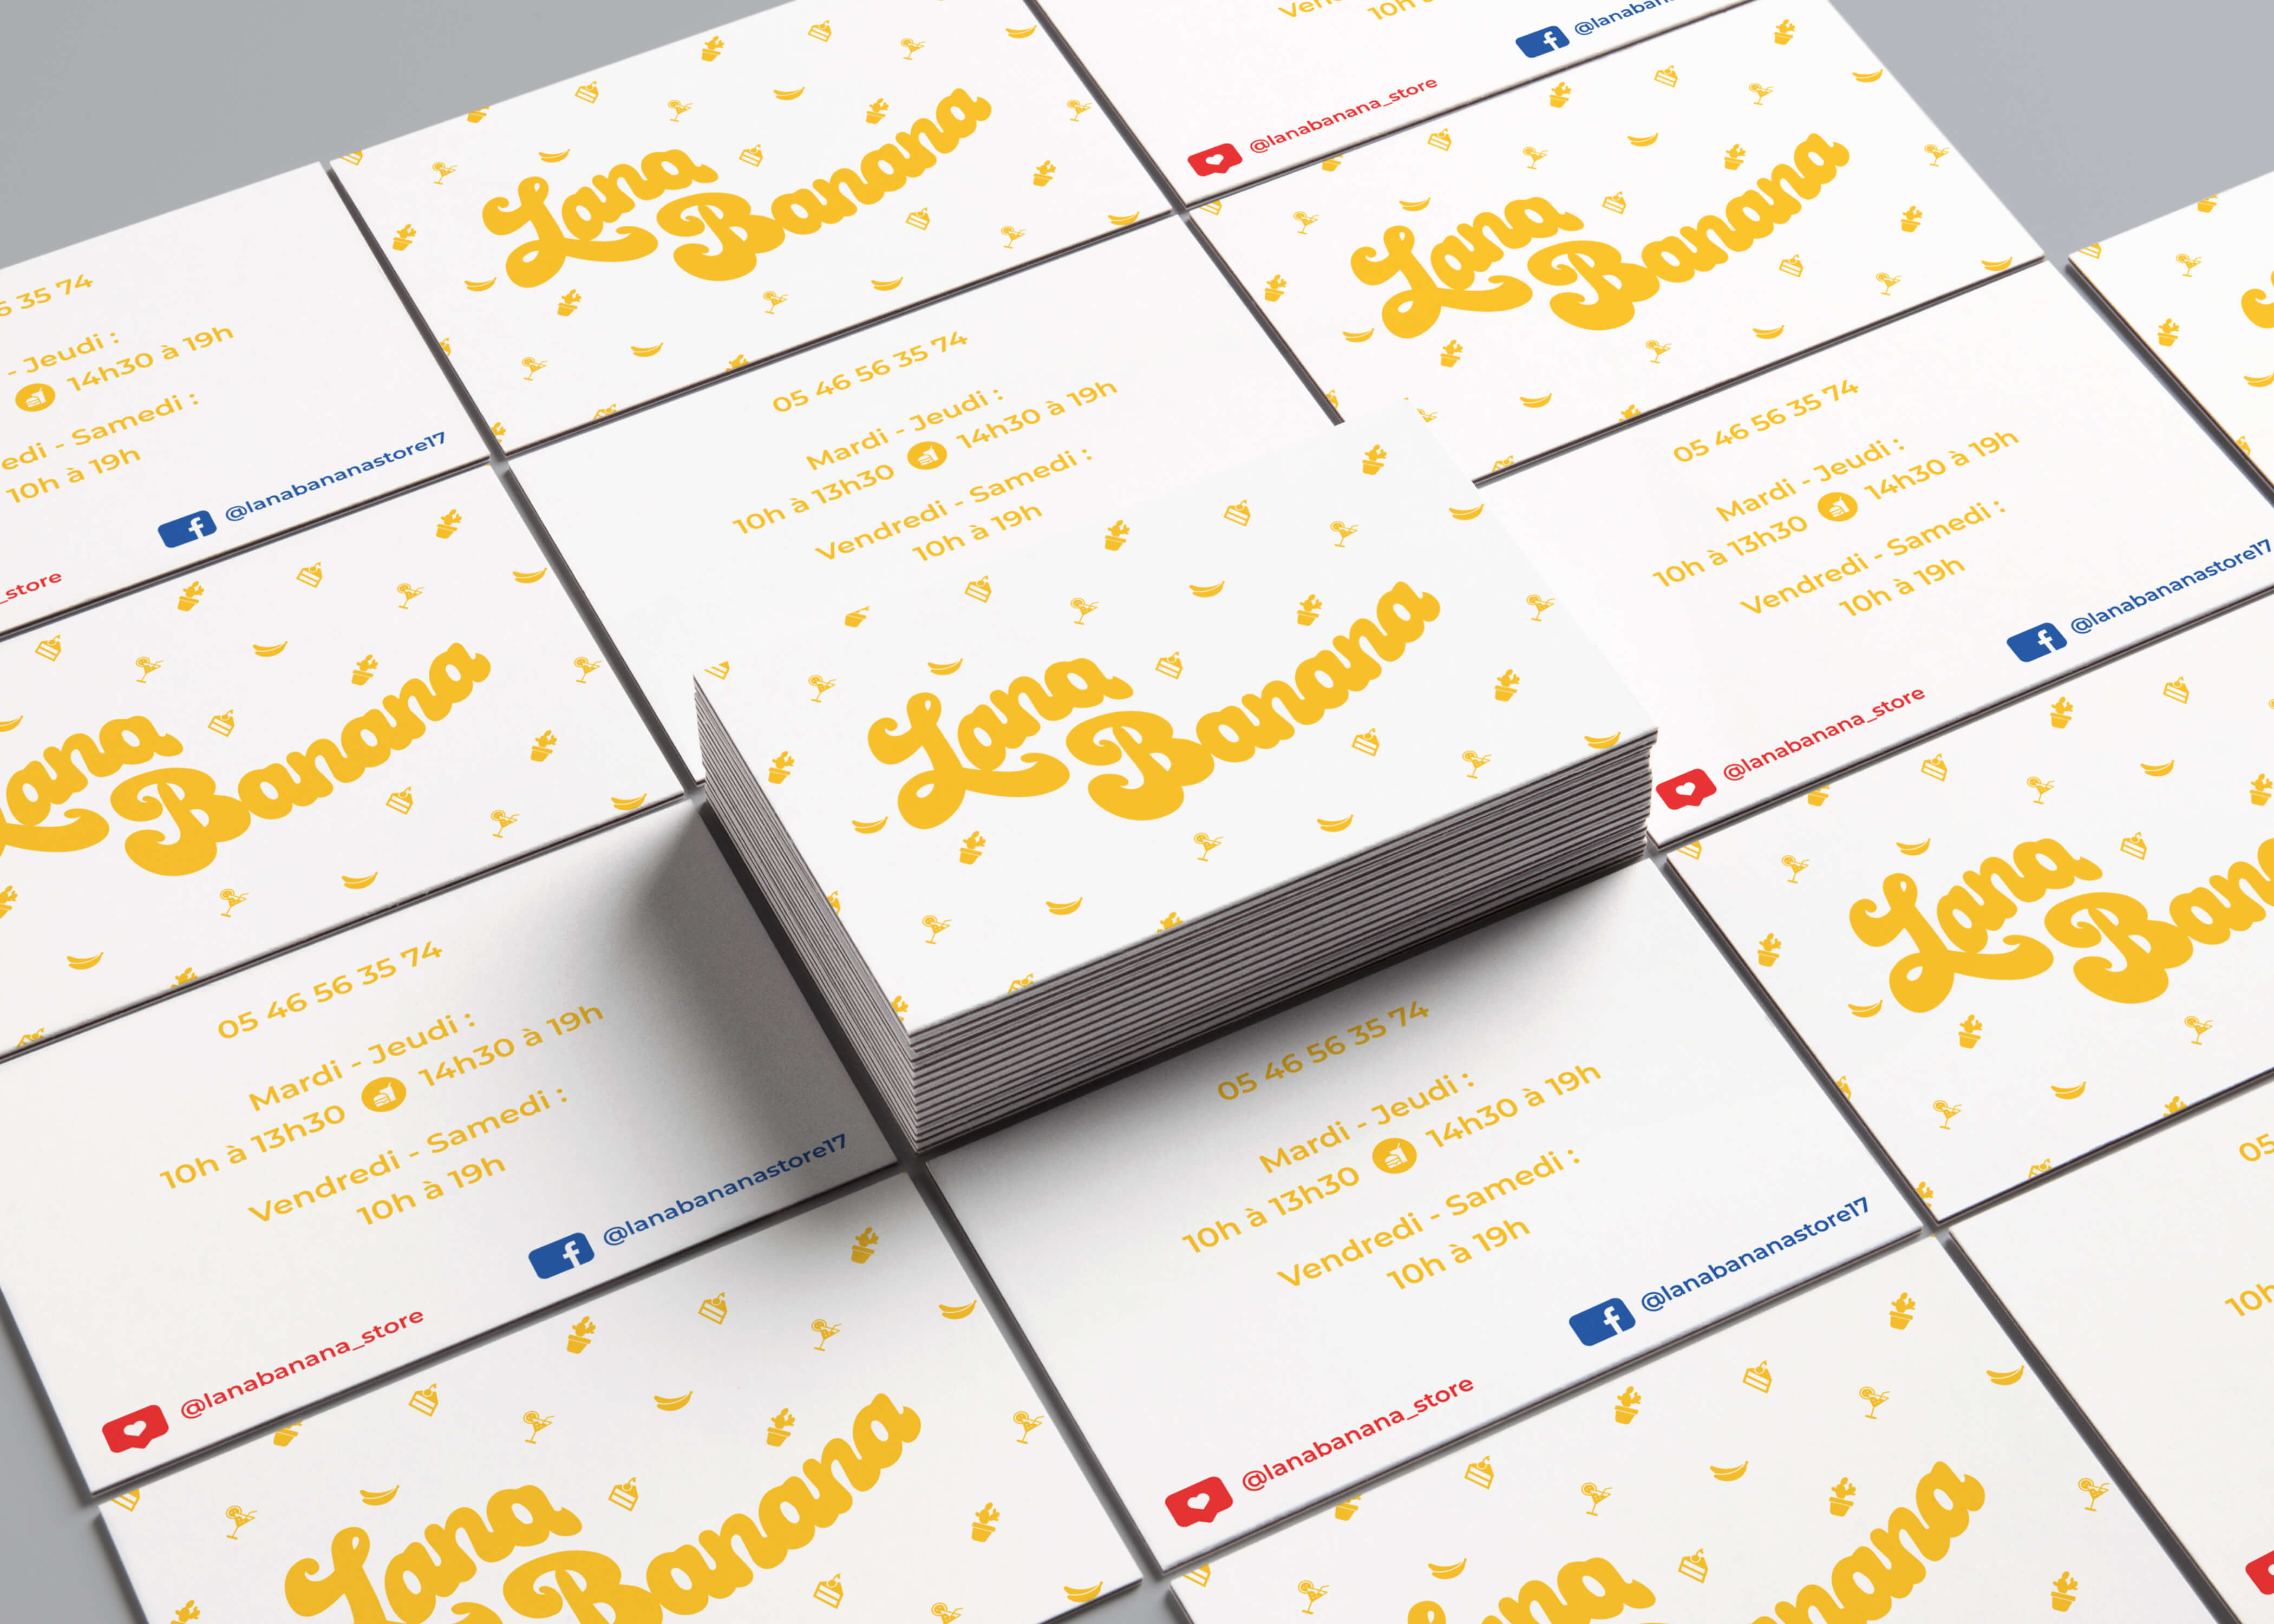 Lana
Banana
05 46 56 35 74
Mardi - Jeudi :
10h à 13h30 14h30 à 19h
Vendredi - Samedi :
10h à 19h
@lanabananastore17
@lanabanana_store